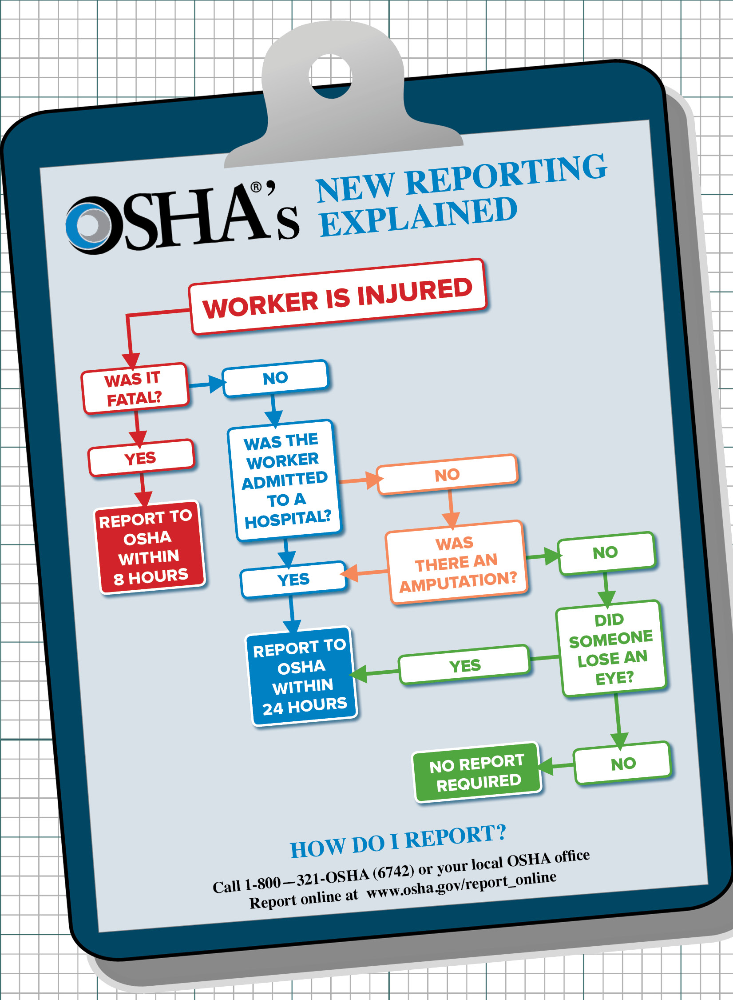 OSHA®'s
NEW REPORTING
EXPLAINED
WORKER IS INJURED
WAS IT
FATAL?
NO
YES
REPORT TO
OSHA
WITHIN
8 HOURS
WAS THE
WORKER
ADMITTED
TO A
HOSPITAL?
NO
YES
WAS
THERE AN
AMPUTATION?
NO
REPORT TO
OSHA
WITHIN
24 HOURS
DID
SOMEONE
LOSE AN
EYE?
YES
NO
NO REPORT
REQUIRED
HOW DO I REPORT?
Call 1-800—321-OSHA (6742) or your local OSHA office
Report online at www.osha.gov/report_online